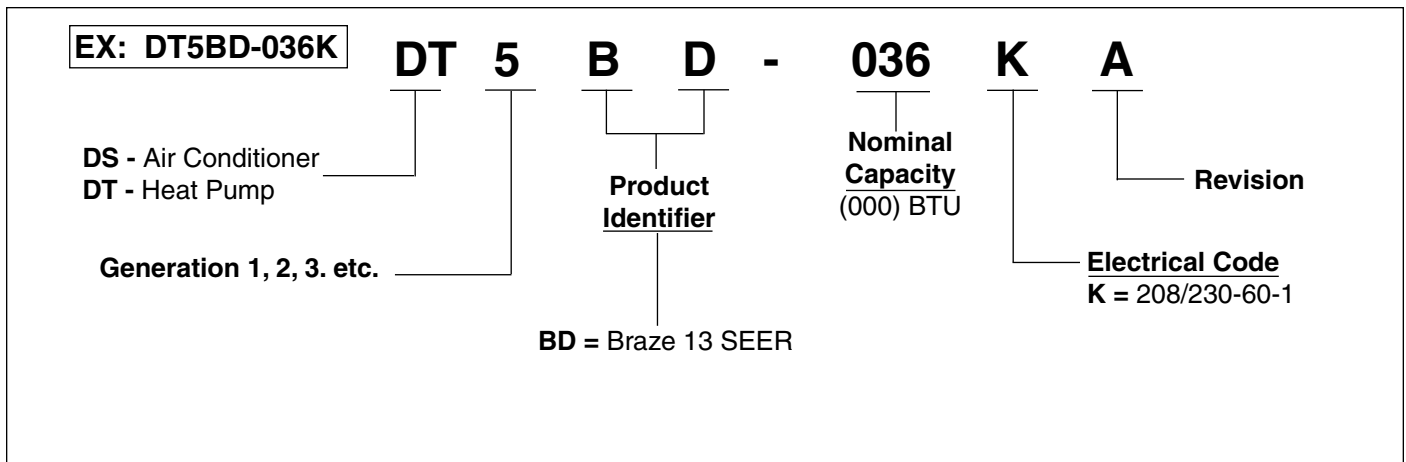 EX: DT5BD-036K
DT 5 B D - 036 K A
DS - Air Conditioner
DT - Heat Pump
Generation 1, 2, 3. etc.
Product
Identifier
BD = Braze 13 SEER
Nominal
Capacity
(000) BTU
Revision
Electrical Code
K = 208/230-60-1